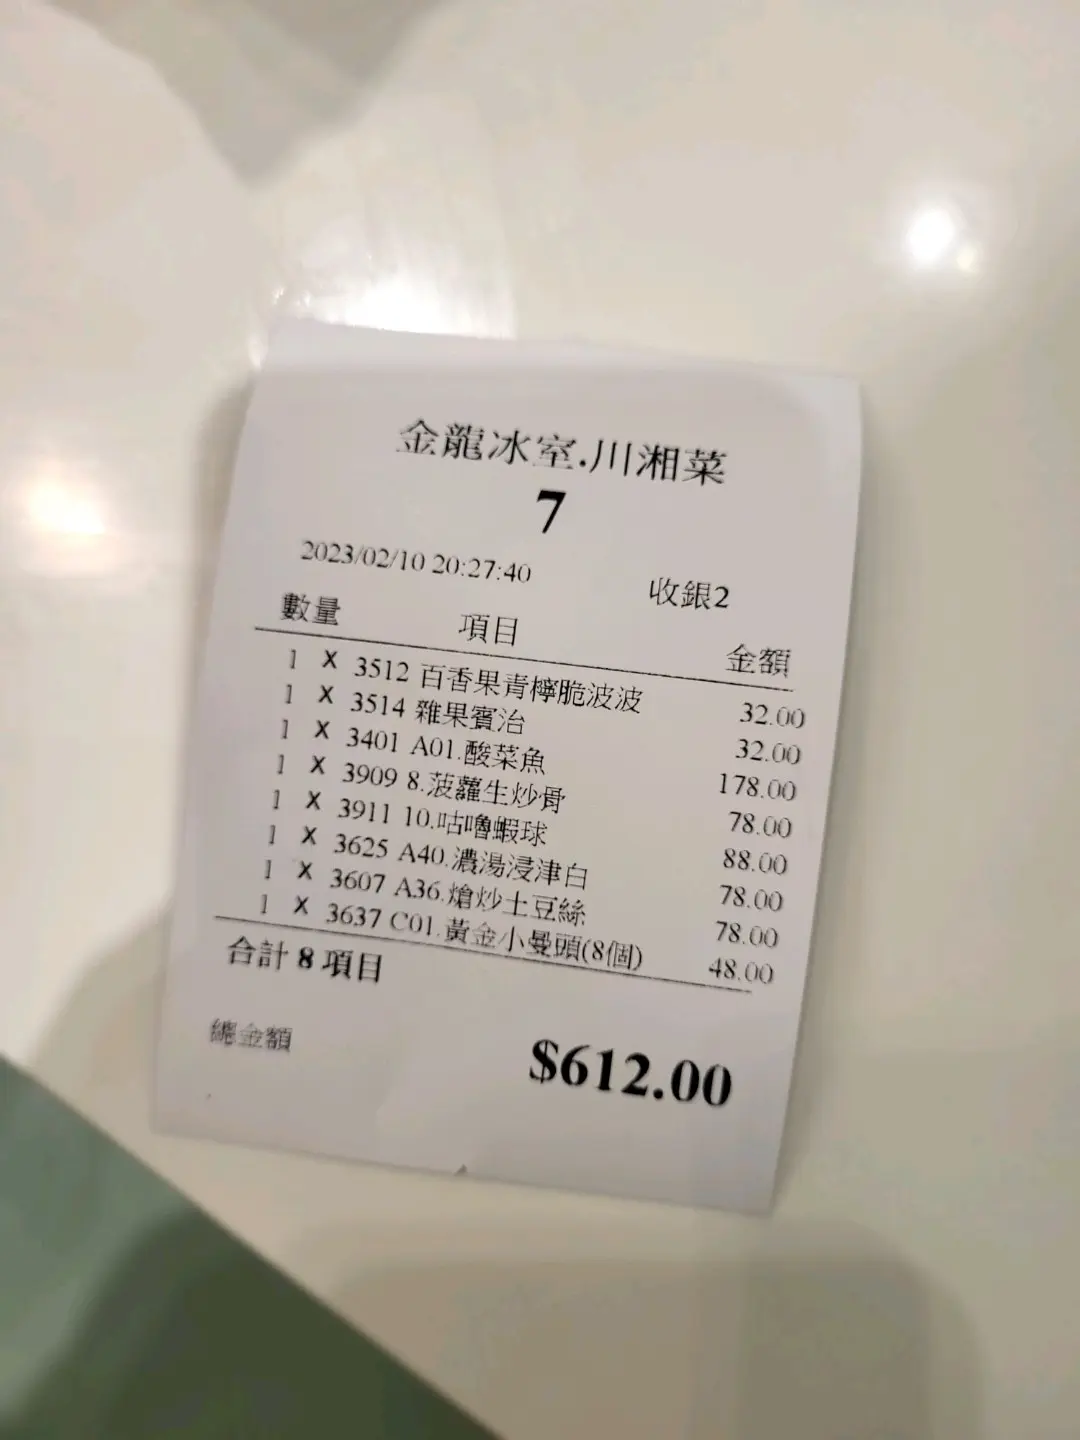 金龍冰室.川湘菜
7
2023/02/10 20:27:40 收銀2
數量 項目 金額
1 X 3512 百香果青檸脆波波 32.00
1 X 3514 雜果賓治 32.00
1 X 3401 A01.酸菜魚 178.00
1 X 3909 8.菠蘿生炒骨 78.00
1 X 3911 10.咕嚕蝦球 88.00
1 X 3625 A40.濃湯浸津白 78.00
1 X 3607 A36.熗炒土豆絲 78.00
1 X 3637 C01.黃金小曼頭(8個) 48.00
合計 8 項目
總金額 $612.00